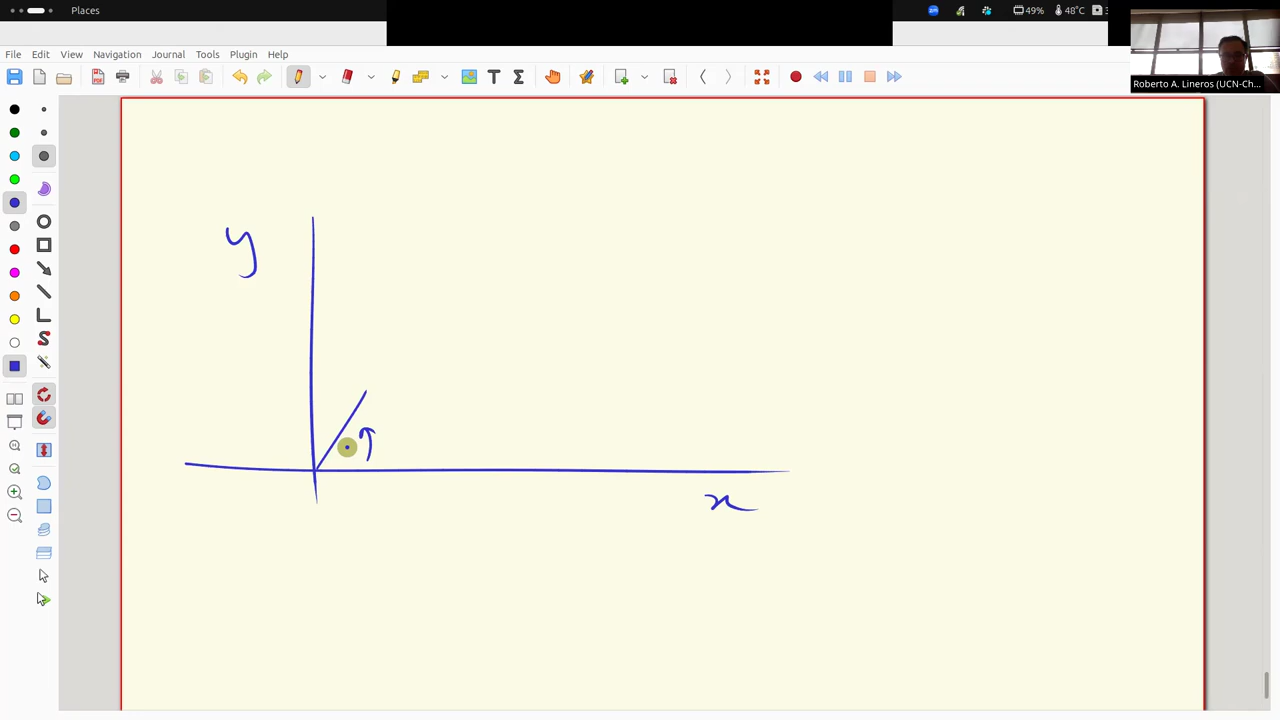 Places
49% 48°C
File Edit View Navigation Journal Tools Plugin Help
Roberto A. Lineros (UCN-Ch...
y
x